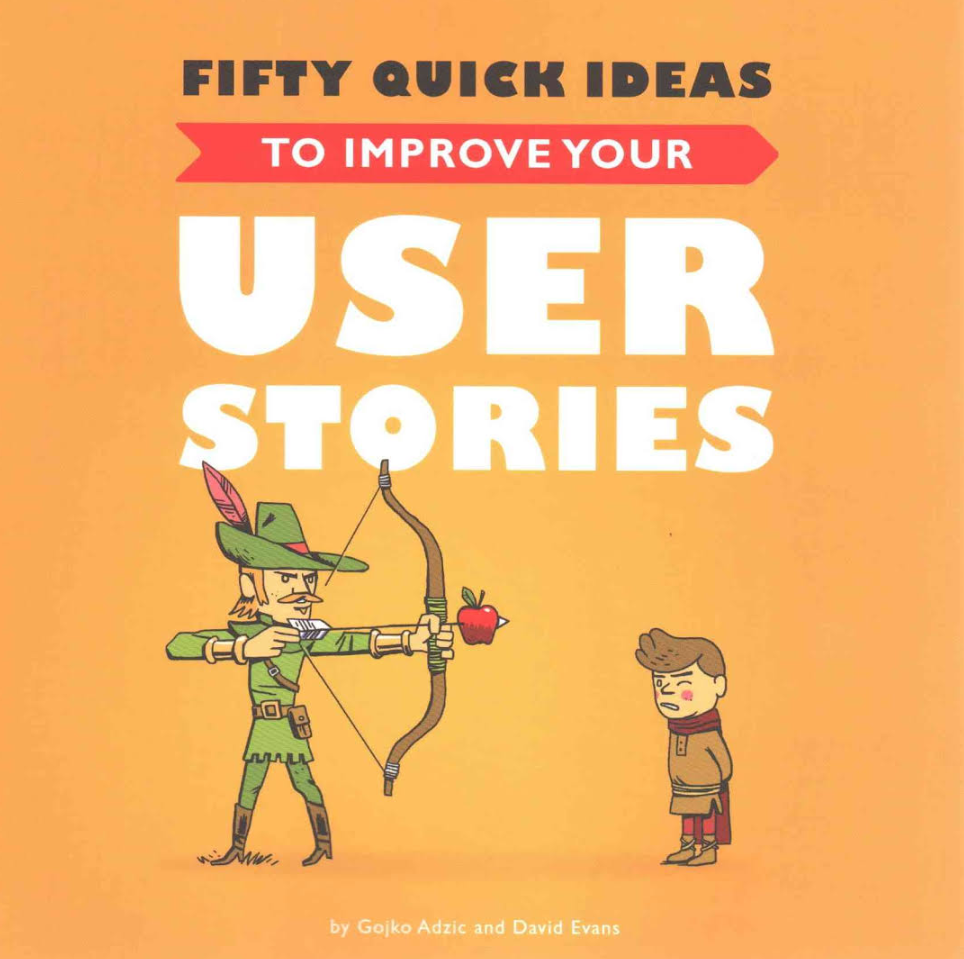 FIFTY QUICK IDEAS
TO IMPROVE YOUR
USER
STORIES
by Gojko Adzic and David Evans